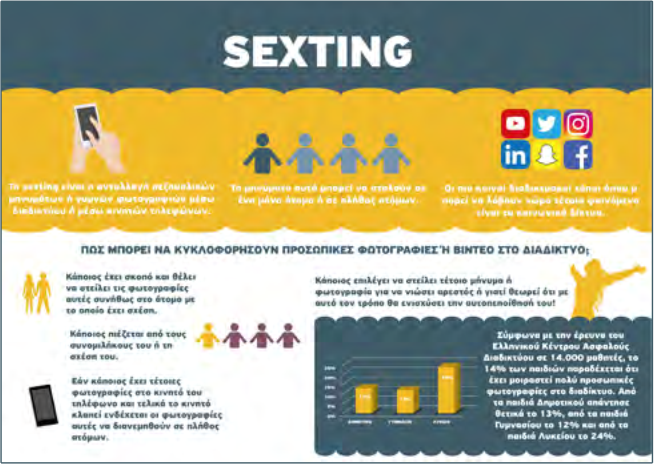 SEXTING
Το sexting είναι η ανταλλαγή σεξουαλικών
μηνυμάτων ή γυμνών φωτογραφιών μέσω
διαδικτύου ή μέσω κινητών τηλεφώνων.
Το μηνύματα αυτά μπορεί να σταλούν σε
ένα μόνο άτομο ή σε πλήθος ατόμων.
Οι πιο κοινοί διαδικτυακοί τόποι όπου μ
πορεί να λάβουν χώρα τέτοια φαινόμενα
είναι τα κοινωνικά δίκτυα.
in
f
ΠΩΣ ΜΠΟΡΕΙ ΝΑ ΚΥΚΛΟΦΟΡΗΣΟΥΝ ΠΡΟΣΩΠΙΚΕΣ ΦΩΤΟΓΡΑΦΙΕΣ Ή ΒΙΝΤΕΟ ΣΤΟ ΔΙΑΔΙΚΤΥΟ;
Κάποιος έχει σκοπό και θέλει
να στείλει τις φωτογραφίες
αυτές συνήθως στο άτομο με
το οποίο έχει σχέση.
Κάποιος πιέζεται από τους
συνομιλήκους του ή τη
σχέση του.
Εάν κάποιος έχει τέτοιες
φωτογραφίες στο κινητό του
τηλέφωνο και τελικά το κινητό
κλαπεί ενδέχεται οι φωτογραφίες
αυτές να διανεμηθούν σε πλήθος
ατόμων.
Κάποιος επιλέγει να στείλει τέτοιο μήνυμα ή
φωτογραφία για να νιώσει αρεστός ή γιατί θεωρεί ότι με
αυτό τον τρόπο θα ενισχύσει την αυτοπεποίθησή του!
Σύμφωνα με την έρευνα του
Ελληνικού Κέντρου Ασφαλούς
Διαδικτύου σε 14.000 μαθητές, το
14% των παιδιών παραδέχεται ότι
έχει μοιραστεί πολύ προσωπικές
φωτογραφίες στο διαδίκτυο. Από
τα παιδιά Δημοτικού απάντησε
θετικά το 13%, από τα παιδιά
Γυμνασίου το 12% και από τα
παιδιά Λυκείου το 24%.